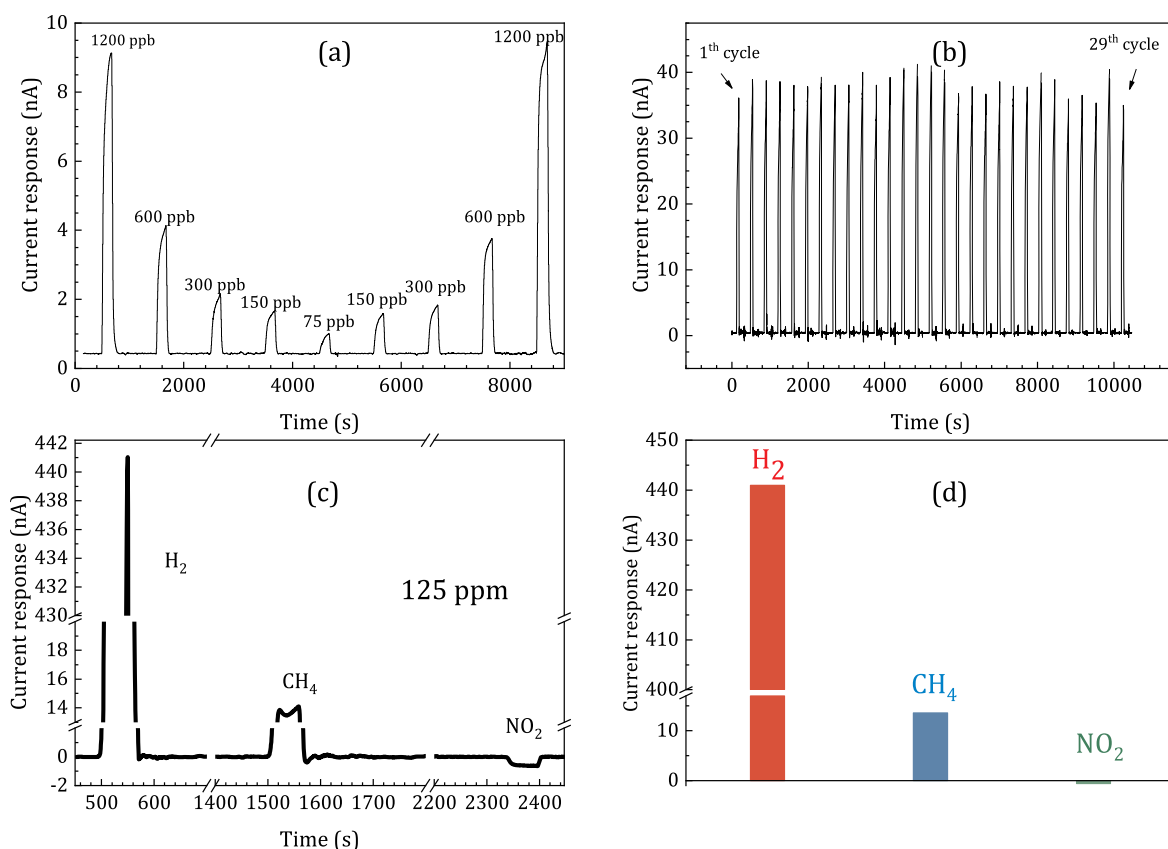 (a)
1200 ppb
600 ppb
300 ppb
150 ppb
75 ppb
150 ppb
300 ppb
600 ppb
1200 ppb
10
8
6
4
2
0
Current response (nA)
0 2000 4000 6000 8000
Time (s)
(b)
1th cycle
29th cycle
40
30
20
10
0
Current response (nA)
0 2000 4000 6000 8000 10000
Time (s)
(c)
H2
125 ppm
CH4
NO2
442
440
438
436
434
432
430
18
16
14
0
-2
Current response (nA)
500 600 1400 1500 1600 1700 2200 2300 2400
Time (s)
(d)
H2
CH4
NO2
450
440
430
420
410
400
10
0
Current response (nA)